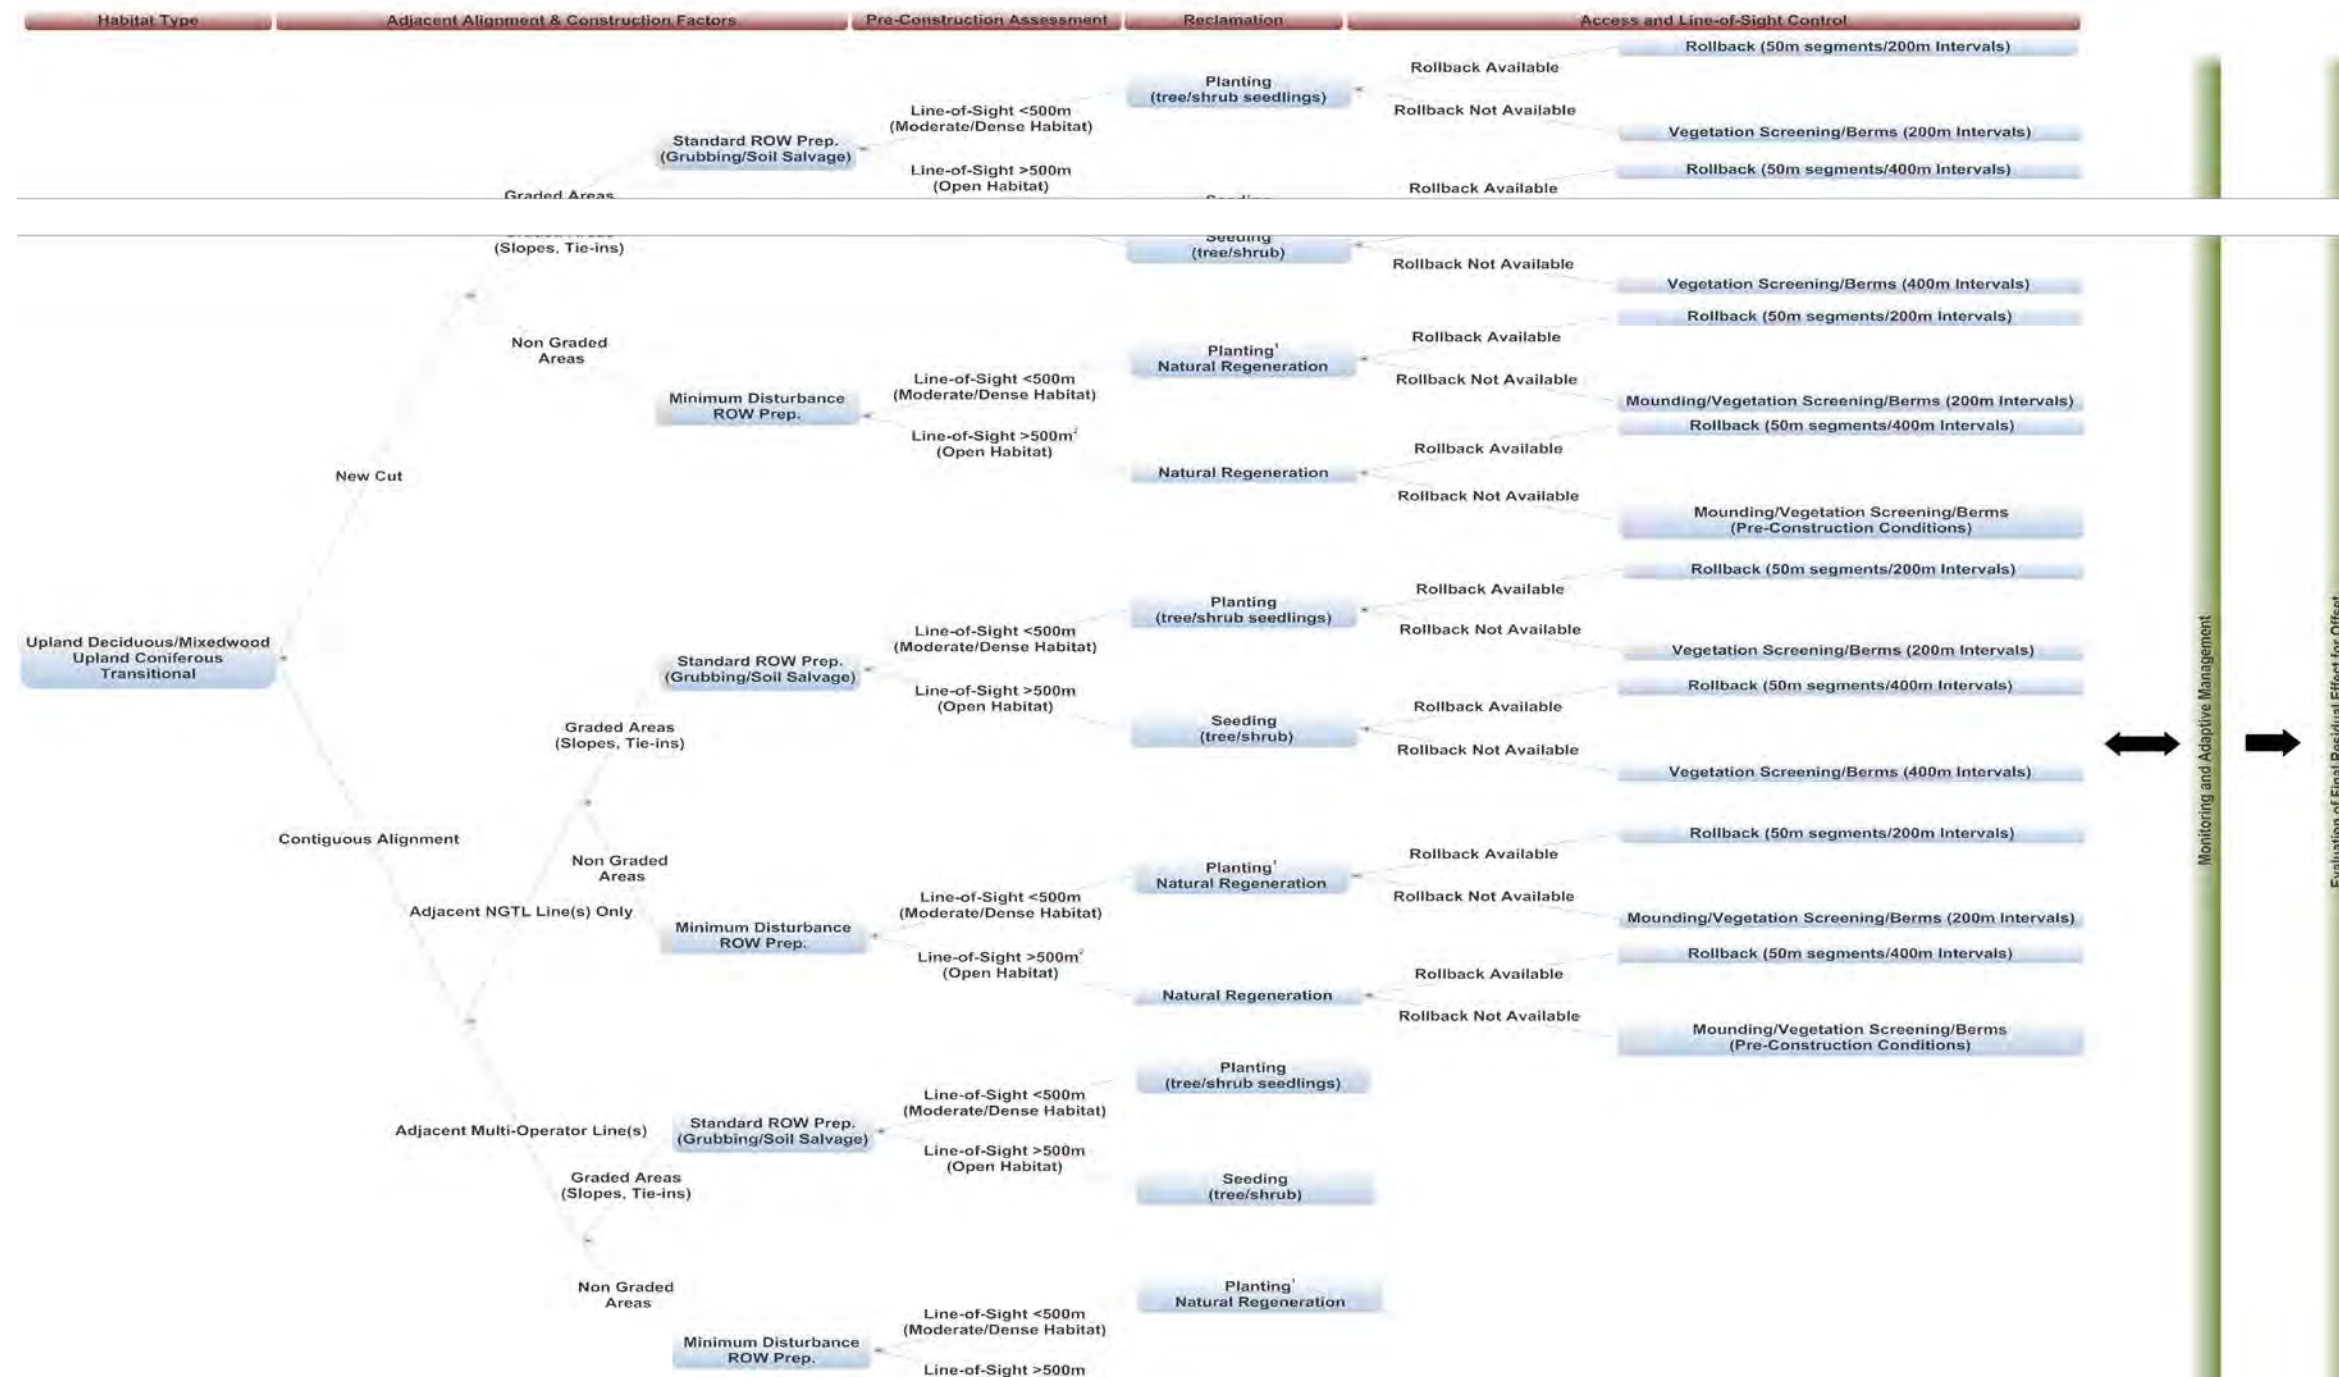 Habitat Type
Adjacent Alignment & Construction Factors
Pre-Construction Assessment
Reclamation
Access and Line-of-Sight Control
Rollback (50m segments/200m Intervals)
Rollback Available
Planting
(tree/shrub seedlings)
Line-of-Sight <500m
(Moderate/Dense Habitat)
Rollback Not Available
Vegetation Screening/Berms (200m Intervals)
Standard ROW Prep.
(Grubbing/Soil Salvage)
Line-of-Sight >500m
(Open Habitat)
Rollback (50m segments/400m Intervals)
Rollback Available
Graded Areas
(Slopes, Tie-ins)
Seeding
(tree/shrub)
Rollback Not Available
Vegetation Screening/Berms (400m Intervals)
Rollback (50m segments/200m Intervals)
Rollback Available
Non Graded
Areas
Planting¹
Natural Regeneration
Line-of-Sight <500m
(Moderate/Dense Habitat)
Rollback Not Available
Minimum Disturbance
ROW Prep.
Mounding/Vegetation Screening/Berms (200m Intervals)
Rollback (50m segments/400m Intervals)
Line-of-Sight >500m²
(Open Habitat)
Rollback Available
New Cut
Natural Regeneration
Rollback Not Available
Mounding/Vegetation Screening/Berms
(Pre-Construction Conditions)
Rollback (50m segments/200m Intervals)
Rollback Available
Planting
(tree/shrub seedlings)
Line-of-Sight <500m
(Moderate/Dense Habitat)
Rollback Not Available
Vegetation Screening/Berms (200m Intervals)
Upland Deciduous/Mixedwood
Upland Coniferous
Transitional
Standard ROW Prep.
(Grubbing/Soil Salvage)
Line-of-Sight >500m
(Open Habitat)
Rollback (50m segments/400m Intervals)
Rollback Available
Graded Areas
(Slopes, Tie-ins)
Seeding
(tree/shrub)
Rollback Not Available
Vegetation Screening/Berms (400m Intervals)
Contiguous Alignment
Rollback (50m segments/200m Intervals)
Rollback Available
Non Graded
Areas
Planting¹
Natural Regeneration
Line-of-Sight <500m
(Moderate/Dense Habitat)
Rollback Not Available
Adjacent NGTL Line(s) Only
Mounding/Vegetation Screening/Berms (200m Intervals)
Minimum Disturbance
ROW Prep.
Line-of-Sight >500m²
(Open Habitat)
Rollback (50m segments/400m Intervals)
Rollback Available
Natural Regeneration
Rollback Not Available
Mounding/Vegetation Screening/Berms
(Pre-Construction Conditions)
Planting
(tree/shrub seedlings)
Line-of-Sight <500m
(Moderate/Dense Habitat)
Adjacent Multi-Operator Line(s)
Standard ROW Prep.
(Grubbing/Soil Salvage)
Line-of-Sight >500m
(Open Habitat)
Graded Areas
(Slopes, Tie-ins)
Seeding
(tree/shrub)
Non Graded
Areas
Planting¹
Natural Regeneration
Line-of-Sight <500m
(Moderate/Dense Habitat)
Minimum Disturbance
ROW Prep.
Line-of-Sight >500m
Monitoring and Adaptive Management
Evaluation of Final Residual Effect for Offset